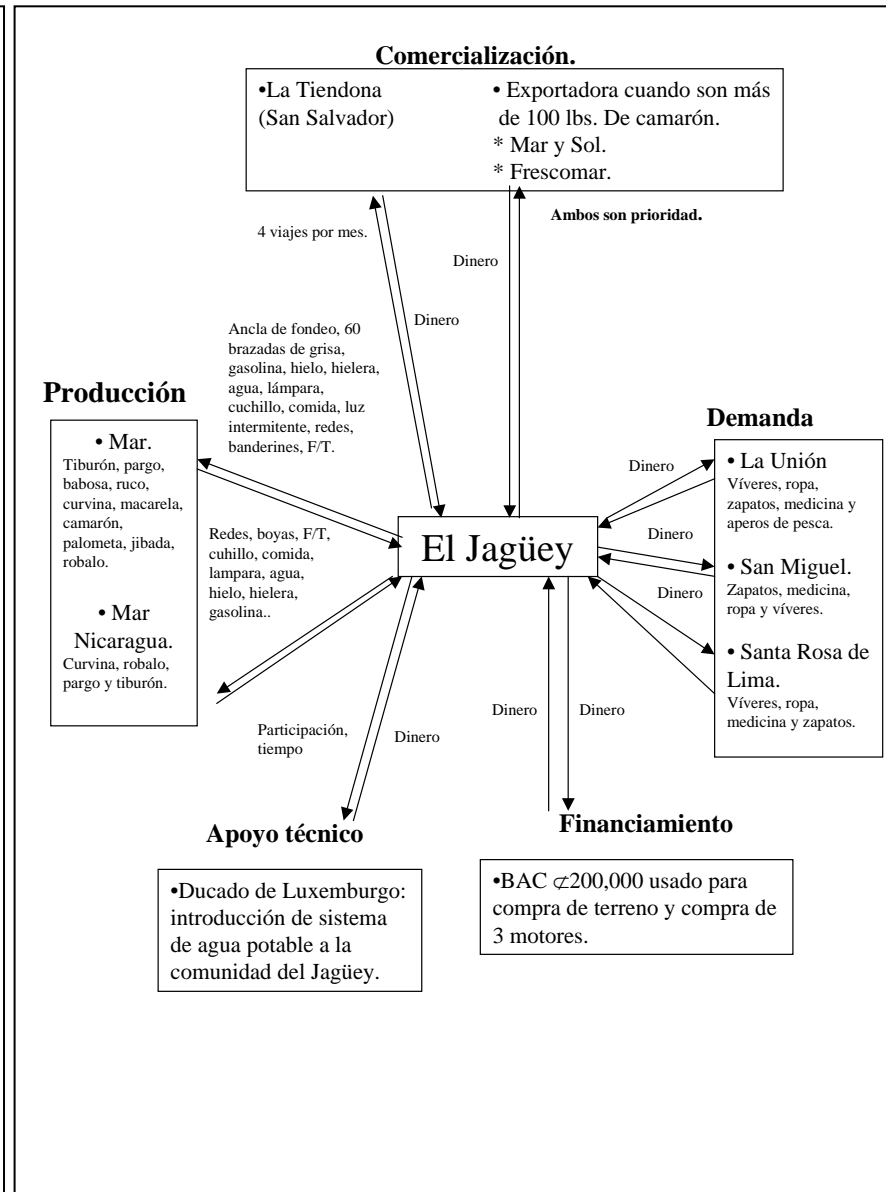 Comercialización.
•La Tiendona
(San Salvador)
• Exportadora cuando son más
de 100 lbs. De camarón.
* Mar y Sol.
* Frescomar.
Ambos son prioridad.
4 viajes por mes.
Dinero
Dinero
Ancla de fondeo, 60
brazadas de grisa,
gasolina, hielo, hielera,
agua, lámpara,
cuchillo, comida, luz
intermitente, redes,
banderines, F/T.
Producción
• Mar.
Tiburón, pargo,
babosa, ruco,
curvina, macarela,
camarón,
palometa, jibada,
robalo.
• Mar
Nicaragua.
Curvina, robalo,
pargo y tiburón.
Redes, boyas, F/T,
cuhillo, comida,
lampara, agua,
hielo, hielera,
gasolina..
El Jagüey
Demanda
Dinero
Dinero
Dinero
• La Unión
Víveres, ropa,
zapatos, medicina y
aperos de pesca.
• San Miguel.
Zapatos, medicina,
ropa y víveres.
• Santa Rosa de
Lima.
Víveres, ropa,
medicina y zapatos.
Participación,
tiempo
Dinero
Dinero
Dinero
Apoyo técnico
•Ducado de Luxemburgo:
introducción de sistema
de agua potable a la
comunidad del Jagüey.
Financiamiento
•BAC ⊄200,000 usado para
compra de terreno y compra de
3 motores.